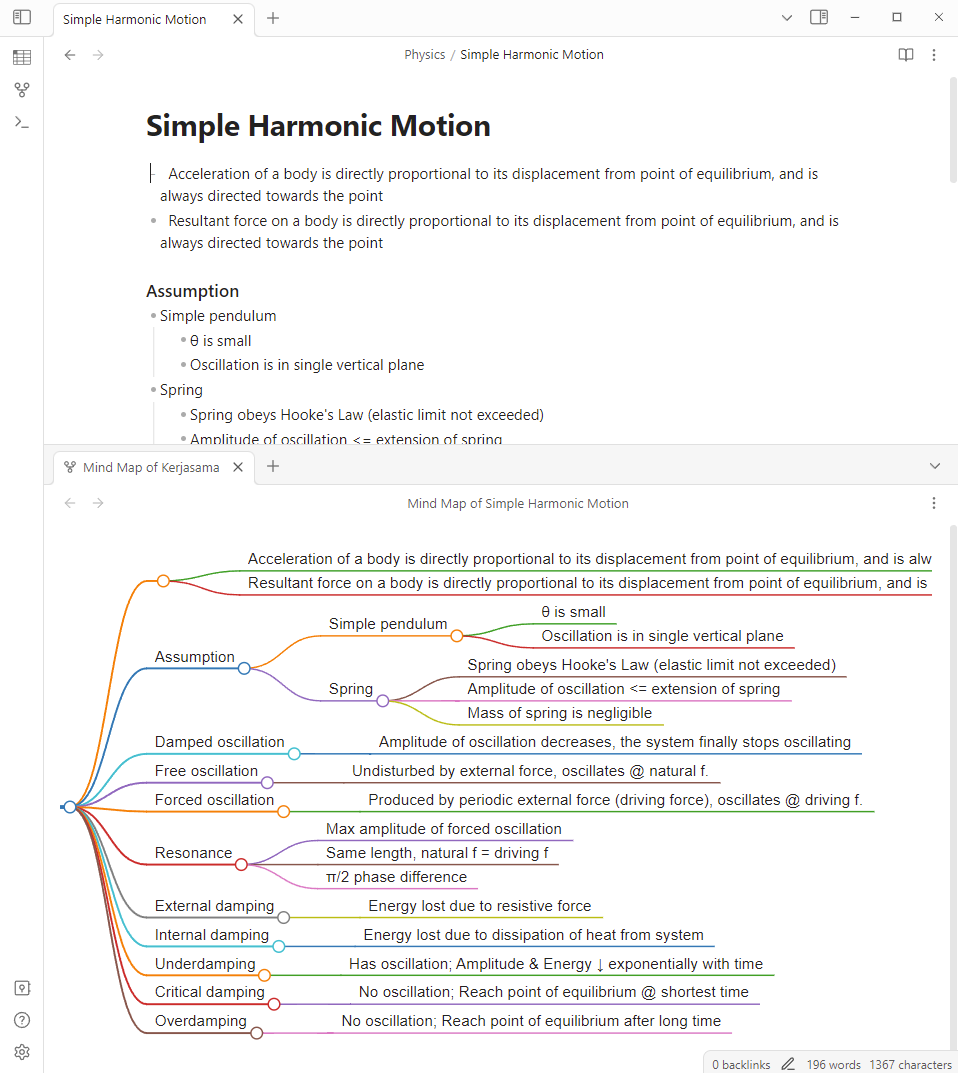 Simple Harmonic Motion
Physics / Simple Harmonic Motion
Simple Harmonic Motion
- Acceleration of a body is directly proportional to its displacement from point of equilibrium, and is
always directed towards the point
• Resultant force on a body is directly proportional to its displacement from point of equilibrium, and is
always directed towards the point
Assumption
• Simple pendulum
• θ is small
• Oscillation is in single vertical plane
• Spring
• Spring obeys Hooke's Law (elastic limit not exceeded)
• Amplitude of oscillation <= extension of spring
Mind Map of Kerjasama
Mind Map of Simple Harmonic Motion
Acceleration of a body is directly proportional to its displacement from point of equilibrium, and is alw
Resultant force on a body is directly proportional to its displacement from point of equilibrium, and is
Assumption
Simple pendulum
θ is small
Oscillation is in single vertical plane
Spring
Spring obeys Hooke's Law (elastic limit not exceeded)
Amplitude of oscillation <= extension of spring
Mass of spring is negligible
Damped oscillation
Amplitude of oscillation decreases, the system finally stops oscillating
Free oscillation
Undisturbed by external force, oscillates @ natural f.
Forced oscillation
Produced by periodic external force (driving force), oscillates @ driving f.
Resonance
Max amplitude of forced oscillation
Same length, natural f = driving f
π/2 phase difference
External damping
Energy lost due to resistive force
Internal damping
Energy lost due to dissipation of heat from system
Underdamping
Has oscillation; Amplitude & Energy ↓ exponentially with time
Critical damping
No oscillation; Reach point of equilibrium @ shortest time
Overdamping
No oscillation; Reach point of equilibrium after long time
0 backlinks 196 words 1367 characters